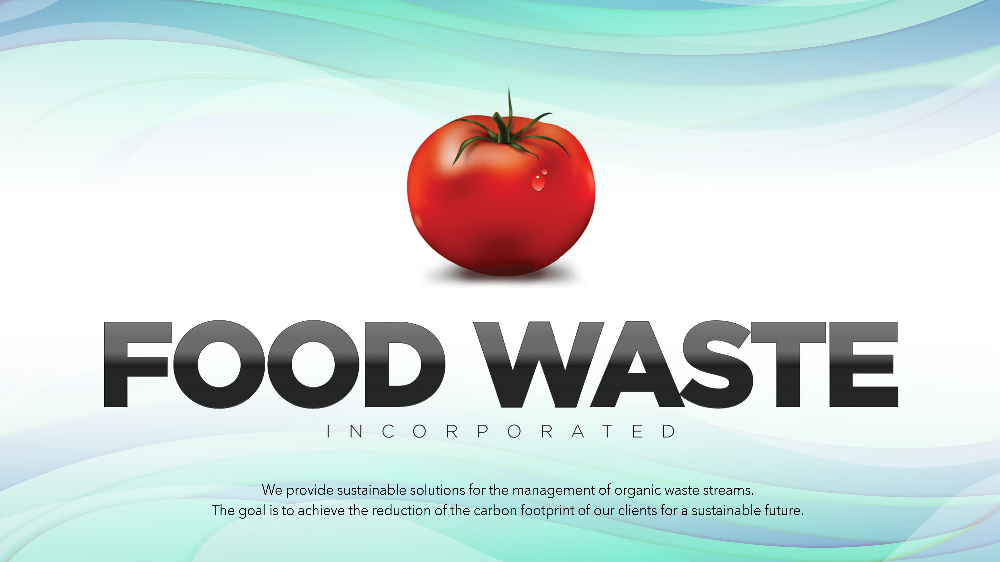 FOOD WASTE
INCORPORATED
We provide sustainable solutions for the management of organic waste streams.
The goal is to achieve the reduction of the carbon footprint of our clients for a sustainable future.